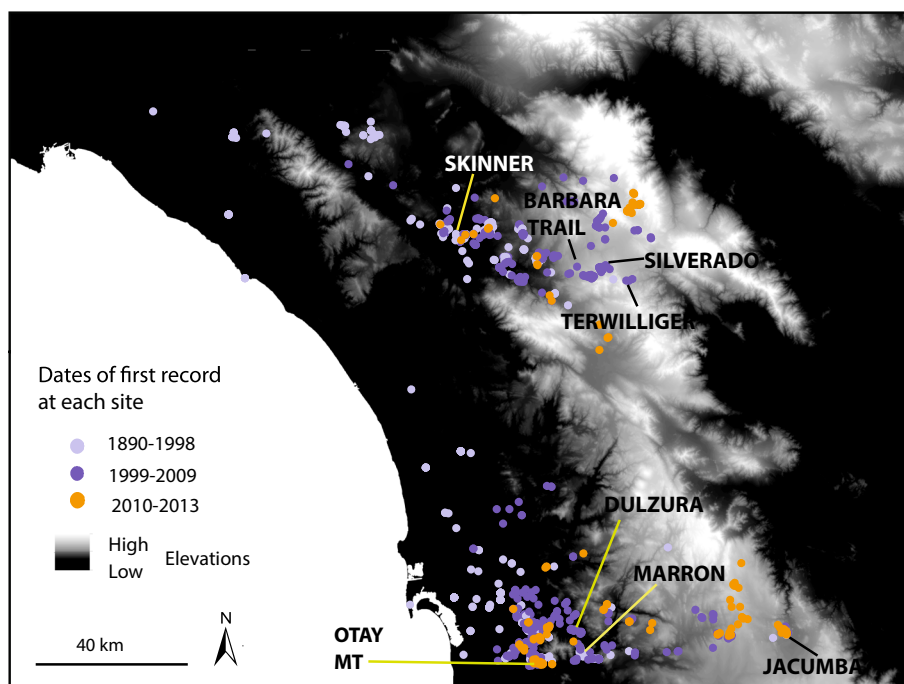 SKINNER
BARBARA
TRAIL
SILVERADO
TERWILLIGER
Dates of first record
at each site
1890-1998
1999-2009
2010-2013
High
Low
Elevations
N
40 km
DULZURA
MARRON
OTAY
MT
JACUMBA